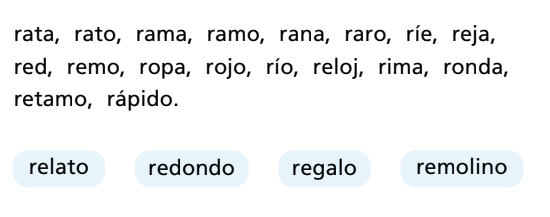 rata, rato, rama, ramo, rana, raro, ríe, reja,
red, remo, ropa, rojo, río, reloj, rima, ronda,
retamo, rápido.
relato redondo regalo remolino